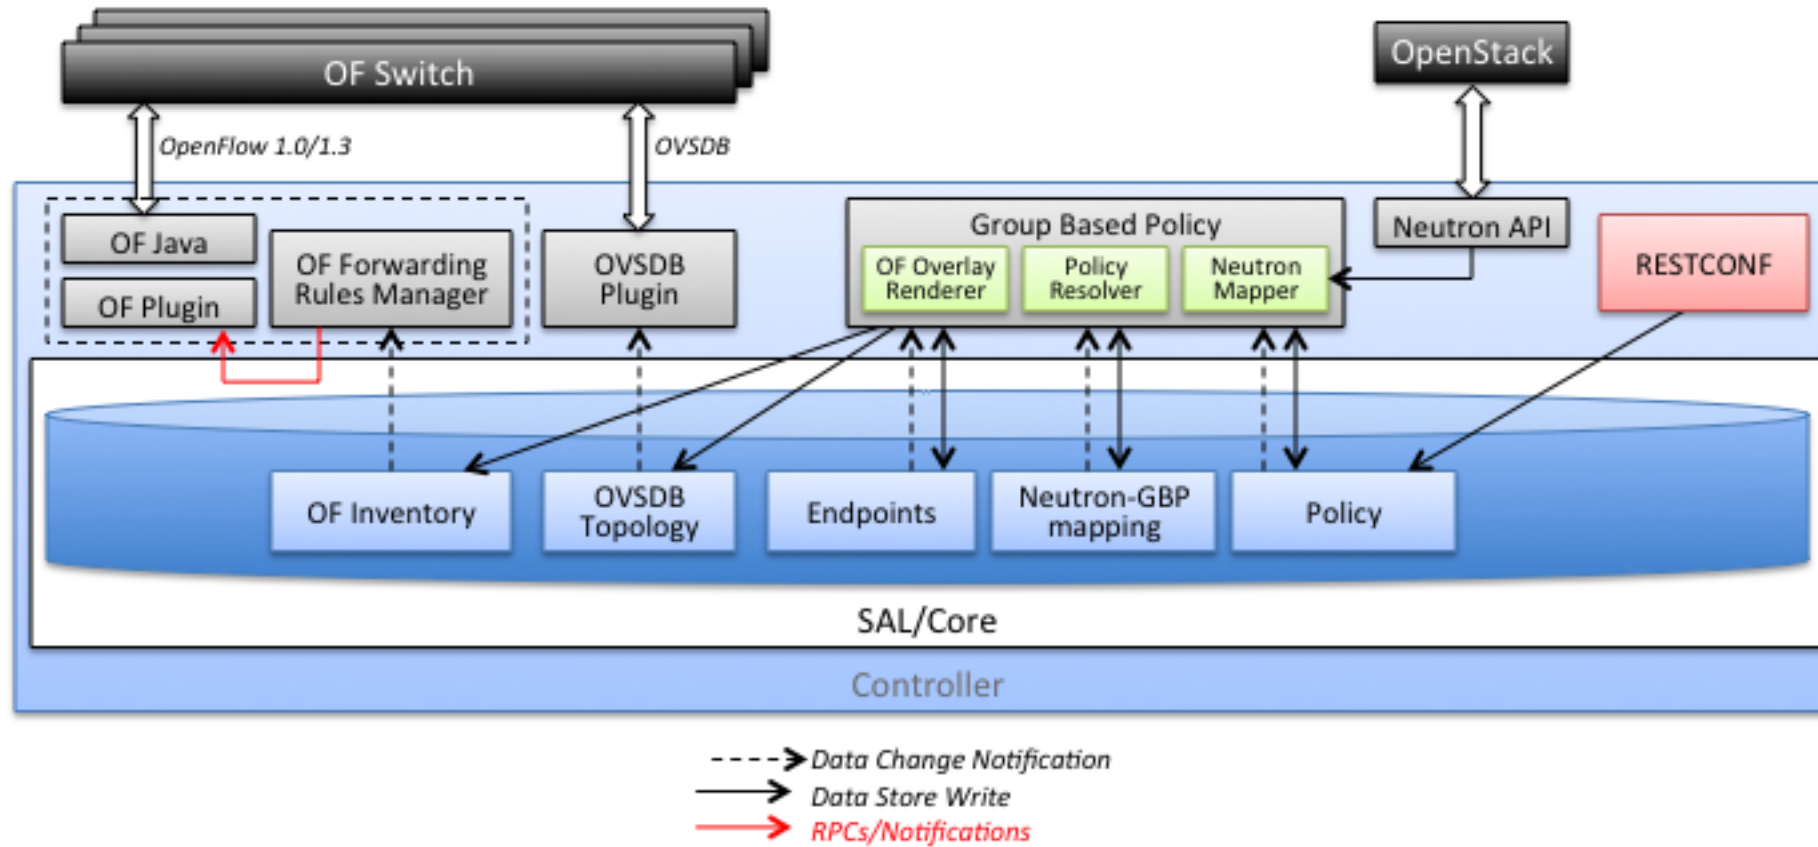 OF Switch
OpenStack
OpenFlow 1.0/1.3
OVSDB
OF Java
OF Plugin
OF Forwarding
Rules Manager
OVSDB
Plugin
Group Based Policy
OF Overlay
Renderer
Policy
Resolver
Neutron
Mapper
Neutron API
RESTCONF
OF Inventory
OVSDB
Topology
Endpoints
Neutron-GBP
mapping
Policy
SAL/Core
Controller
Data Change Notification
Data Store Write
RPCs/Notifications